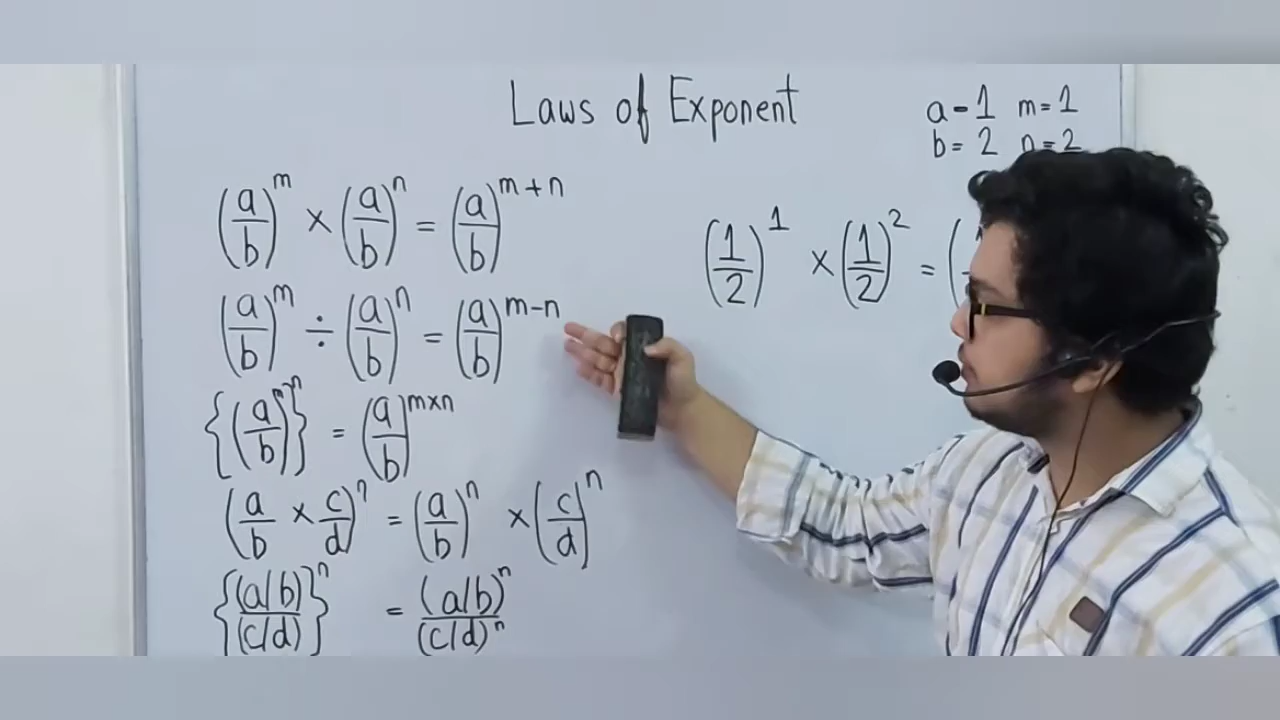 Laws of Exponent
a - 1 m = 1
b = 2 n = 2
(a/b)^m × (a/b)^n = (a/b)^(m+n)
(1/2)^1 × (1/2)^2 = (
(a/b)^m ÷ (a/b)^n = (a/b)^(m-n)
{(a/b)^m}^n = (a/b)^(m×n)
(a/b × c/d)^n = (a/b)^n × (c/d)^n
{(a/b)/(c/d)}^n = (a/b)^n/(c/d)^n